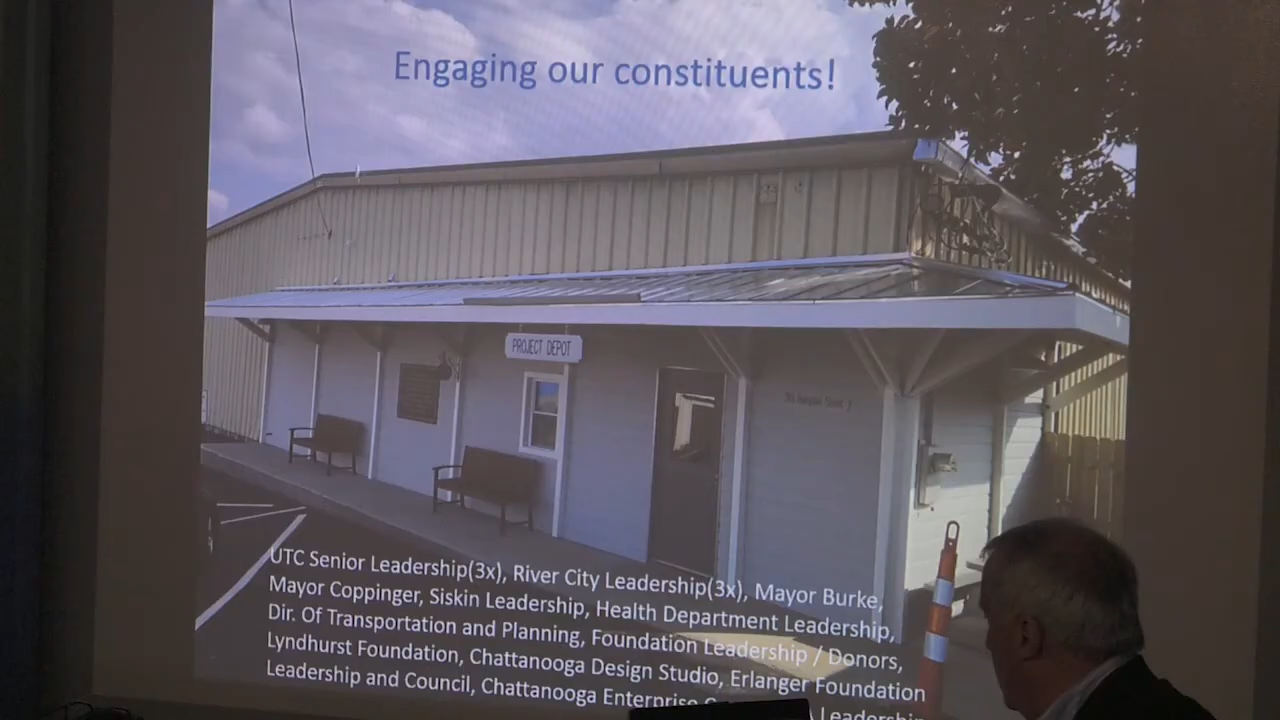 Engaging our constituents!
PROJECT DEPOT
UTC Senior Leadership(3x), River City Leadership(3x), Mayor Burke,
Mayor Coppinger, Siskin Leadership, Health Department Leadership,
Dir. Of Transportation and Planning, Foundation Leadership / Donors,
Lyndhurst Foundation, Chattanooga Design Studio, Erlanger Foundation
Leadership and Council, Chattanooga Enterprise Leadership